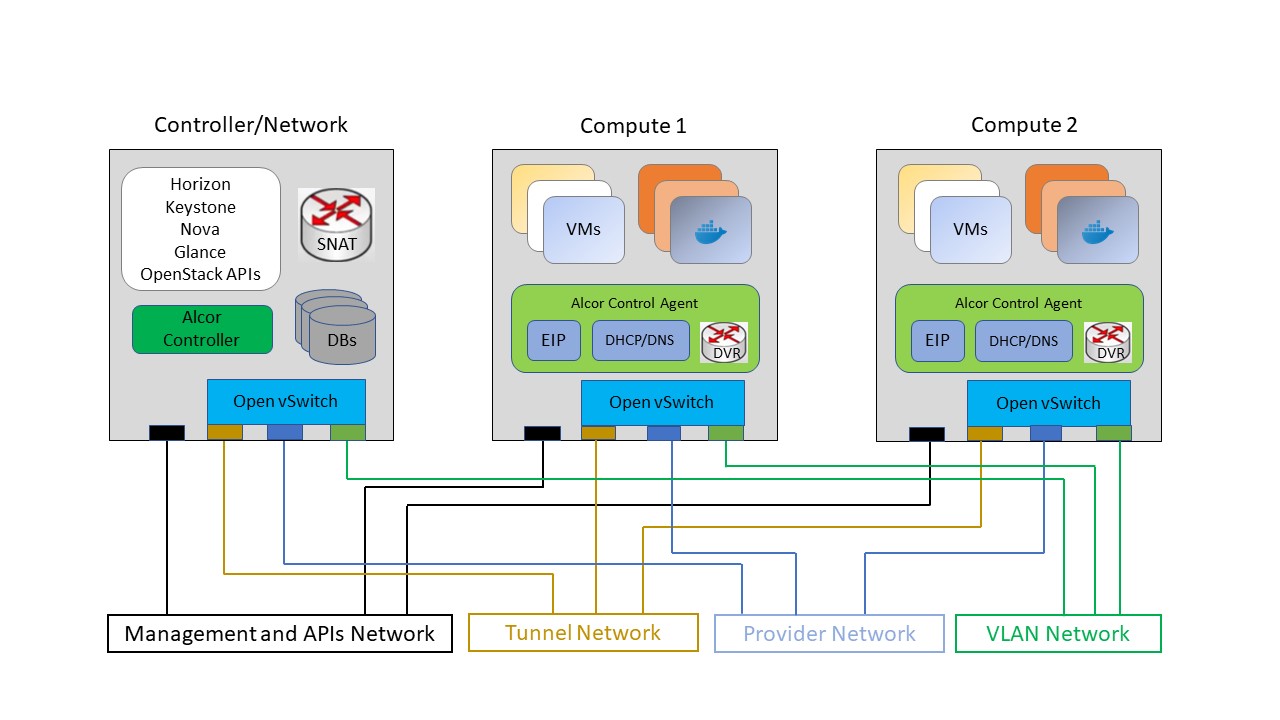 Controller/Network
Horizon
Keystone
Nova
Glance
OpenStack APIs
SNAT
Alcor
Controller
DBs
Open vSwitch
Compute 1
VMs
Alcor Control Agent
EIP
DHCP/DNS
DVR
Open vSwitch
Compute 2
VMs
Alcor Control Agent
EIP
DHCP/DNS
DVR
Open vSwitch
Management and APIs Network
Tunnel Network
Provider Network
VLAN Network